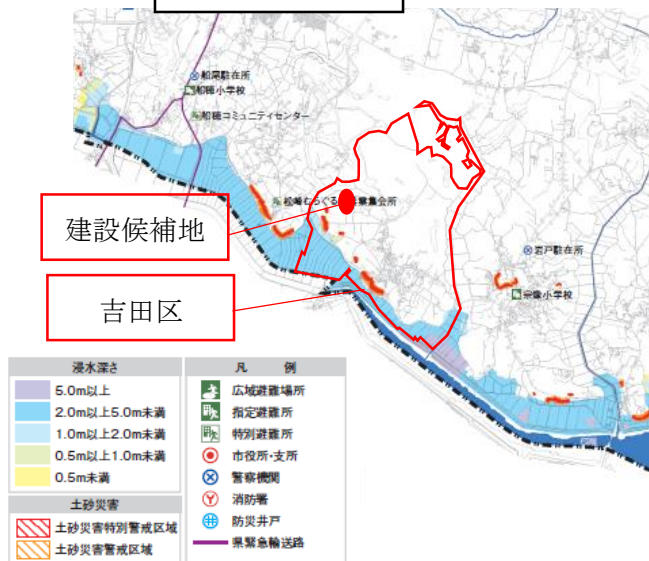 船尾駐在所
船穂小学校
船穂コミュニティセンター
建設候補地
吉田区
岩戸駐在所
宗像小学校
浸水深さ
5.0m以上
2.0m以上5.0m未満
1.0m以上2.0m未満
0.5m以上1.0m未満
0.5m未満
土砂災害
土砂災害特別警戒区域
土砂災害警戒区域
凡 例
広域避難場所
指定避難所
特別避難所
市役所・支所
警察機関
消防署
防災井戸
県緊急輸送路